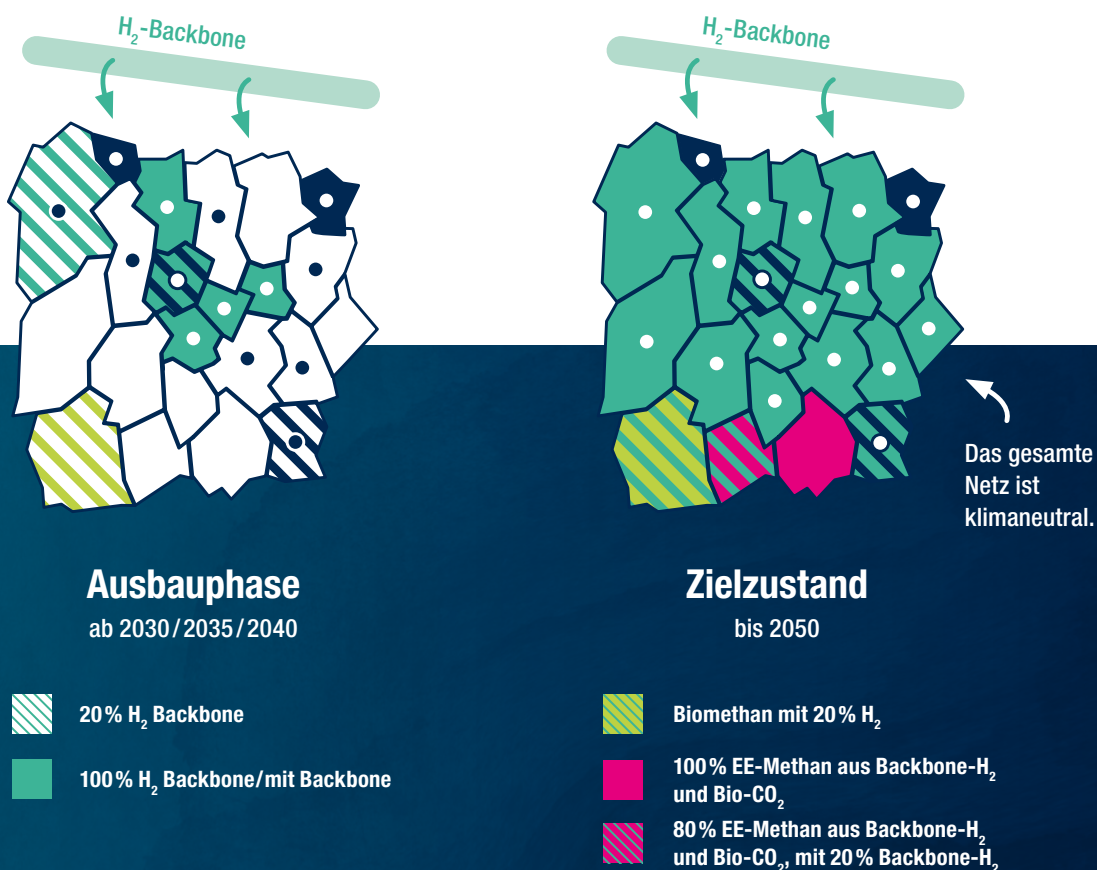 H₂-Backbone
H₂-Backbone
Das gesamte
Netz ist
klimaneutral.
Ausbauphase
ab 2030/2035/2040
Zielzustand
bis 2050
20% H₂ Backbone
100% H₂ Backbone/mit Backbone
Biomethan mit 20% H₂
100% EE-Methan aus Backbone-H₂
und Bio-CO₂
80% EE-Methan aus Backbone-H₂
und Bio-CO₂, mit 20% Backbone-H₂